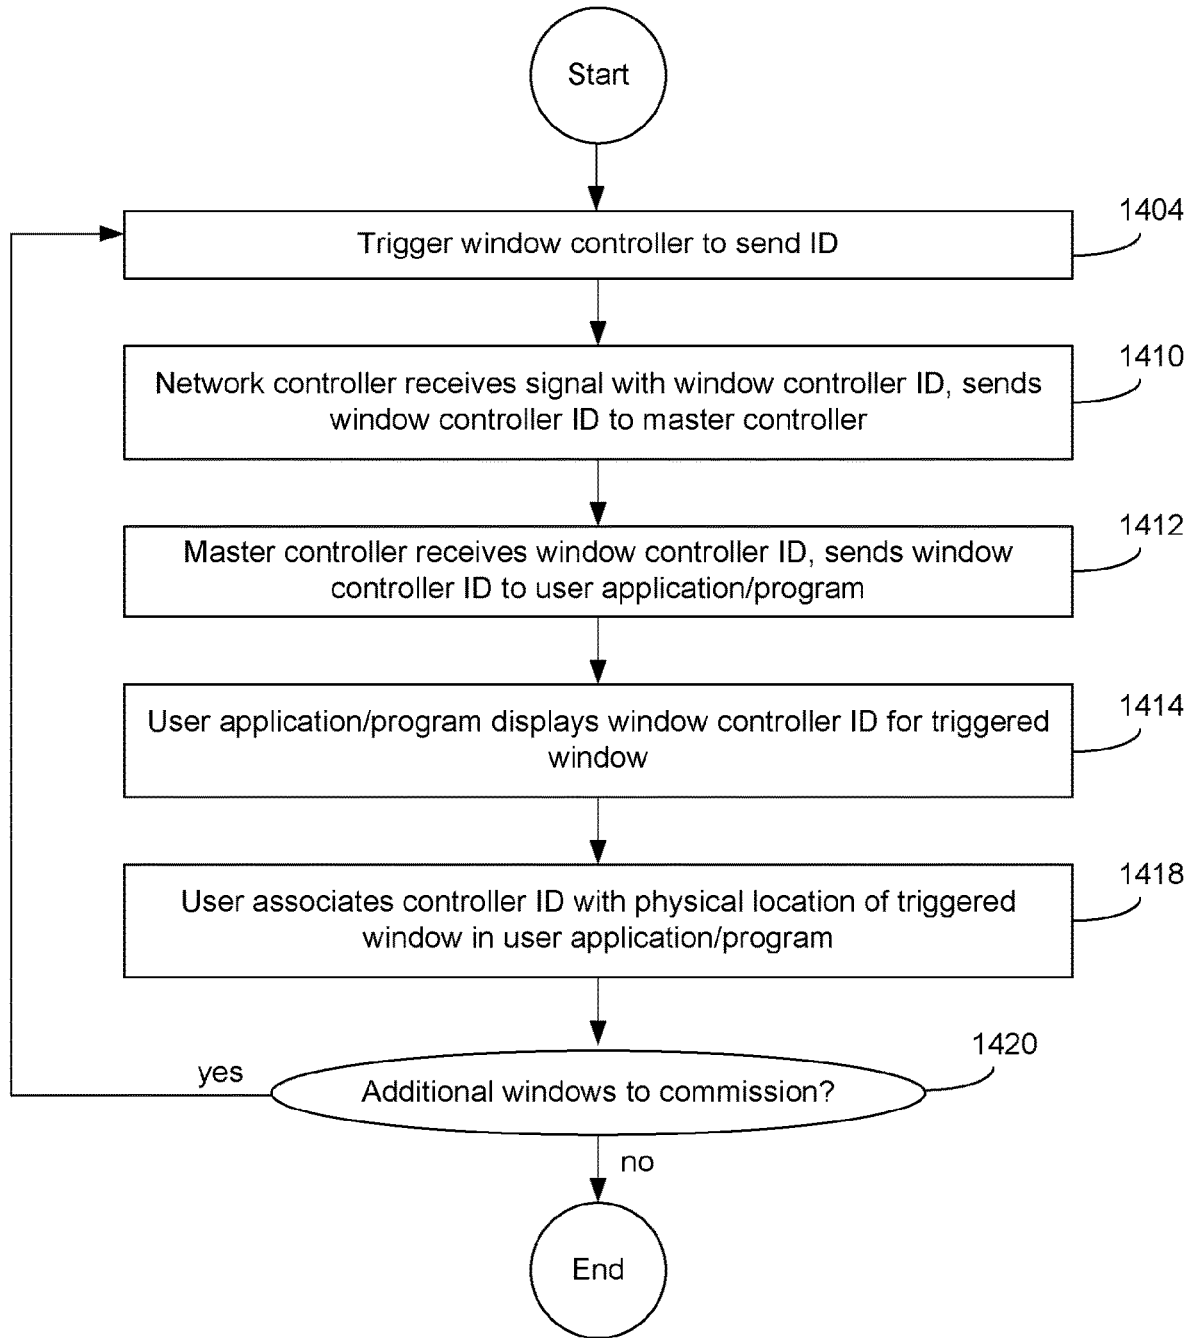 Start
1404
Trigger window controller to send ID
1410
Network controller receives signal with window controller ID, sends
window controller ID to master controller
1412
Master controller receives window controller ID, sends window
controller ID to user application/program
1414
User application/program displays window controller ID for triggered
window
1418
User associates controller ID with physical location of triggered
window in user application/program
1420
yes
Additional windows to commission?
no
End